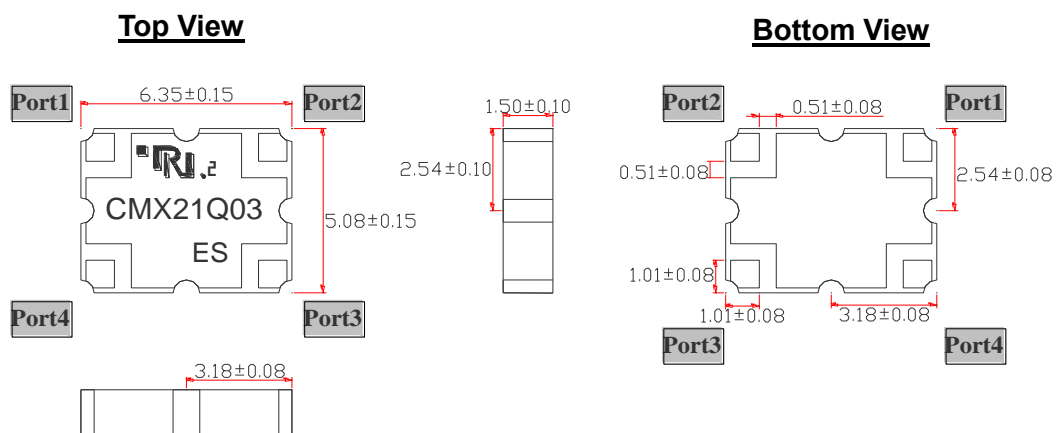 Top View
Bottom View
Port1
6.35±0.15
Port2
1.50±0.10
Port2
0.51±0.08
Port1
2.54±0.10
0.51±0.08
2.54±0.08
CMX21Q03
5.08±0.15
ES
1.01±0.08
1.01±0.08
3.18±0.08
Port4
Port3
Port3
Port4
3.18±0.08